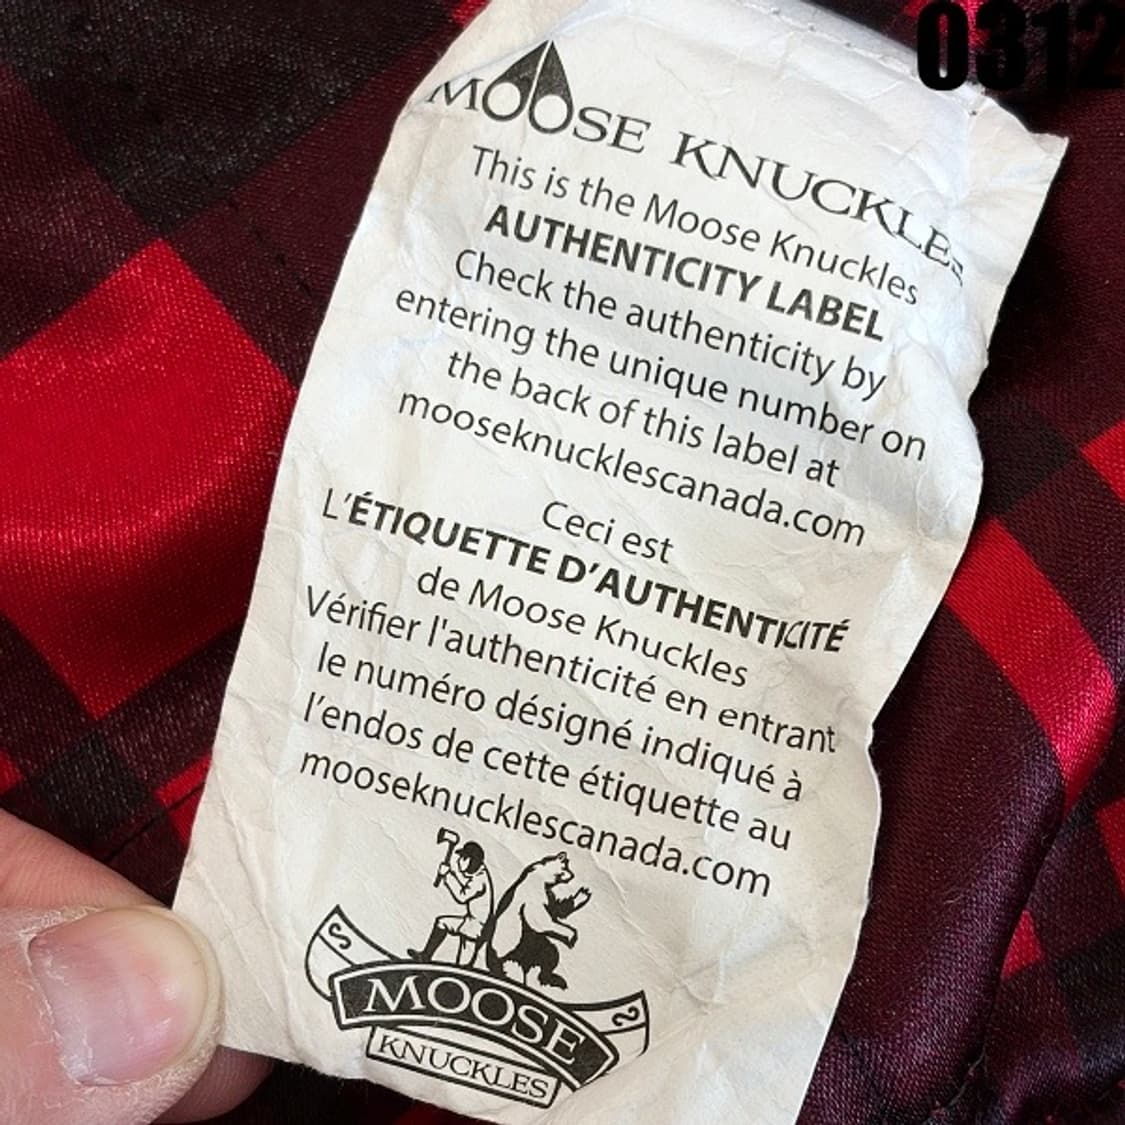 0312
MOOSE KNUCKLES
This is the Moose Knuckles
AUTHENTICITY LABEL
Check the authenticity by
entering the unique number on
the back of this label at
mooseknucklescanada.com
Ceci est
L'ÉTIQUETTE D'AUTHENTICITÉ
de Moose Knuckles
Vérifier l'authenticité en entrant
le numéro désigné indiqué à
l'endos de cette étiquette au
mooseknucklescanada.com
MOOSE
KNUCKLES